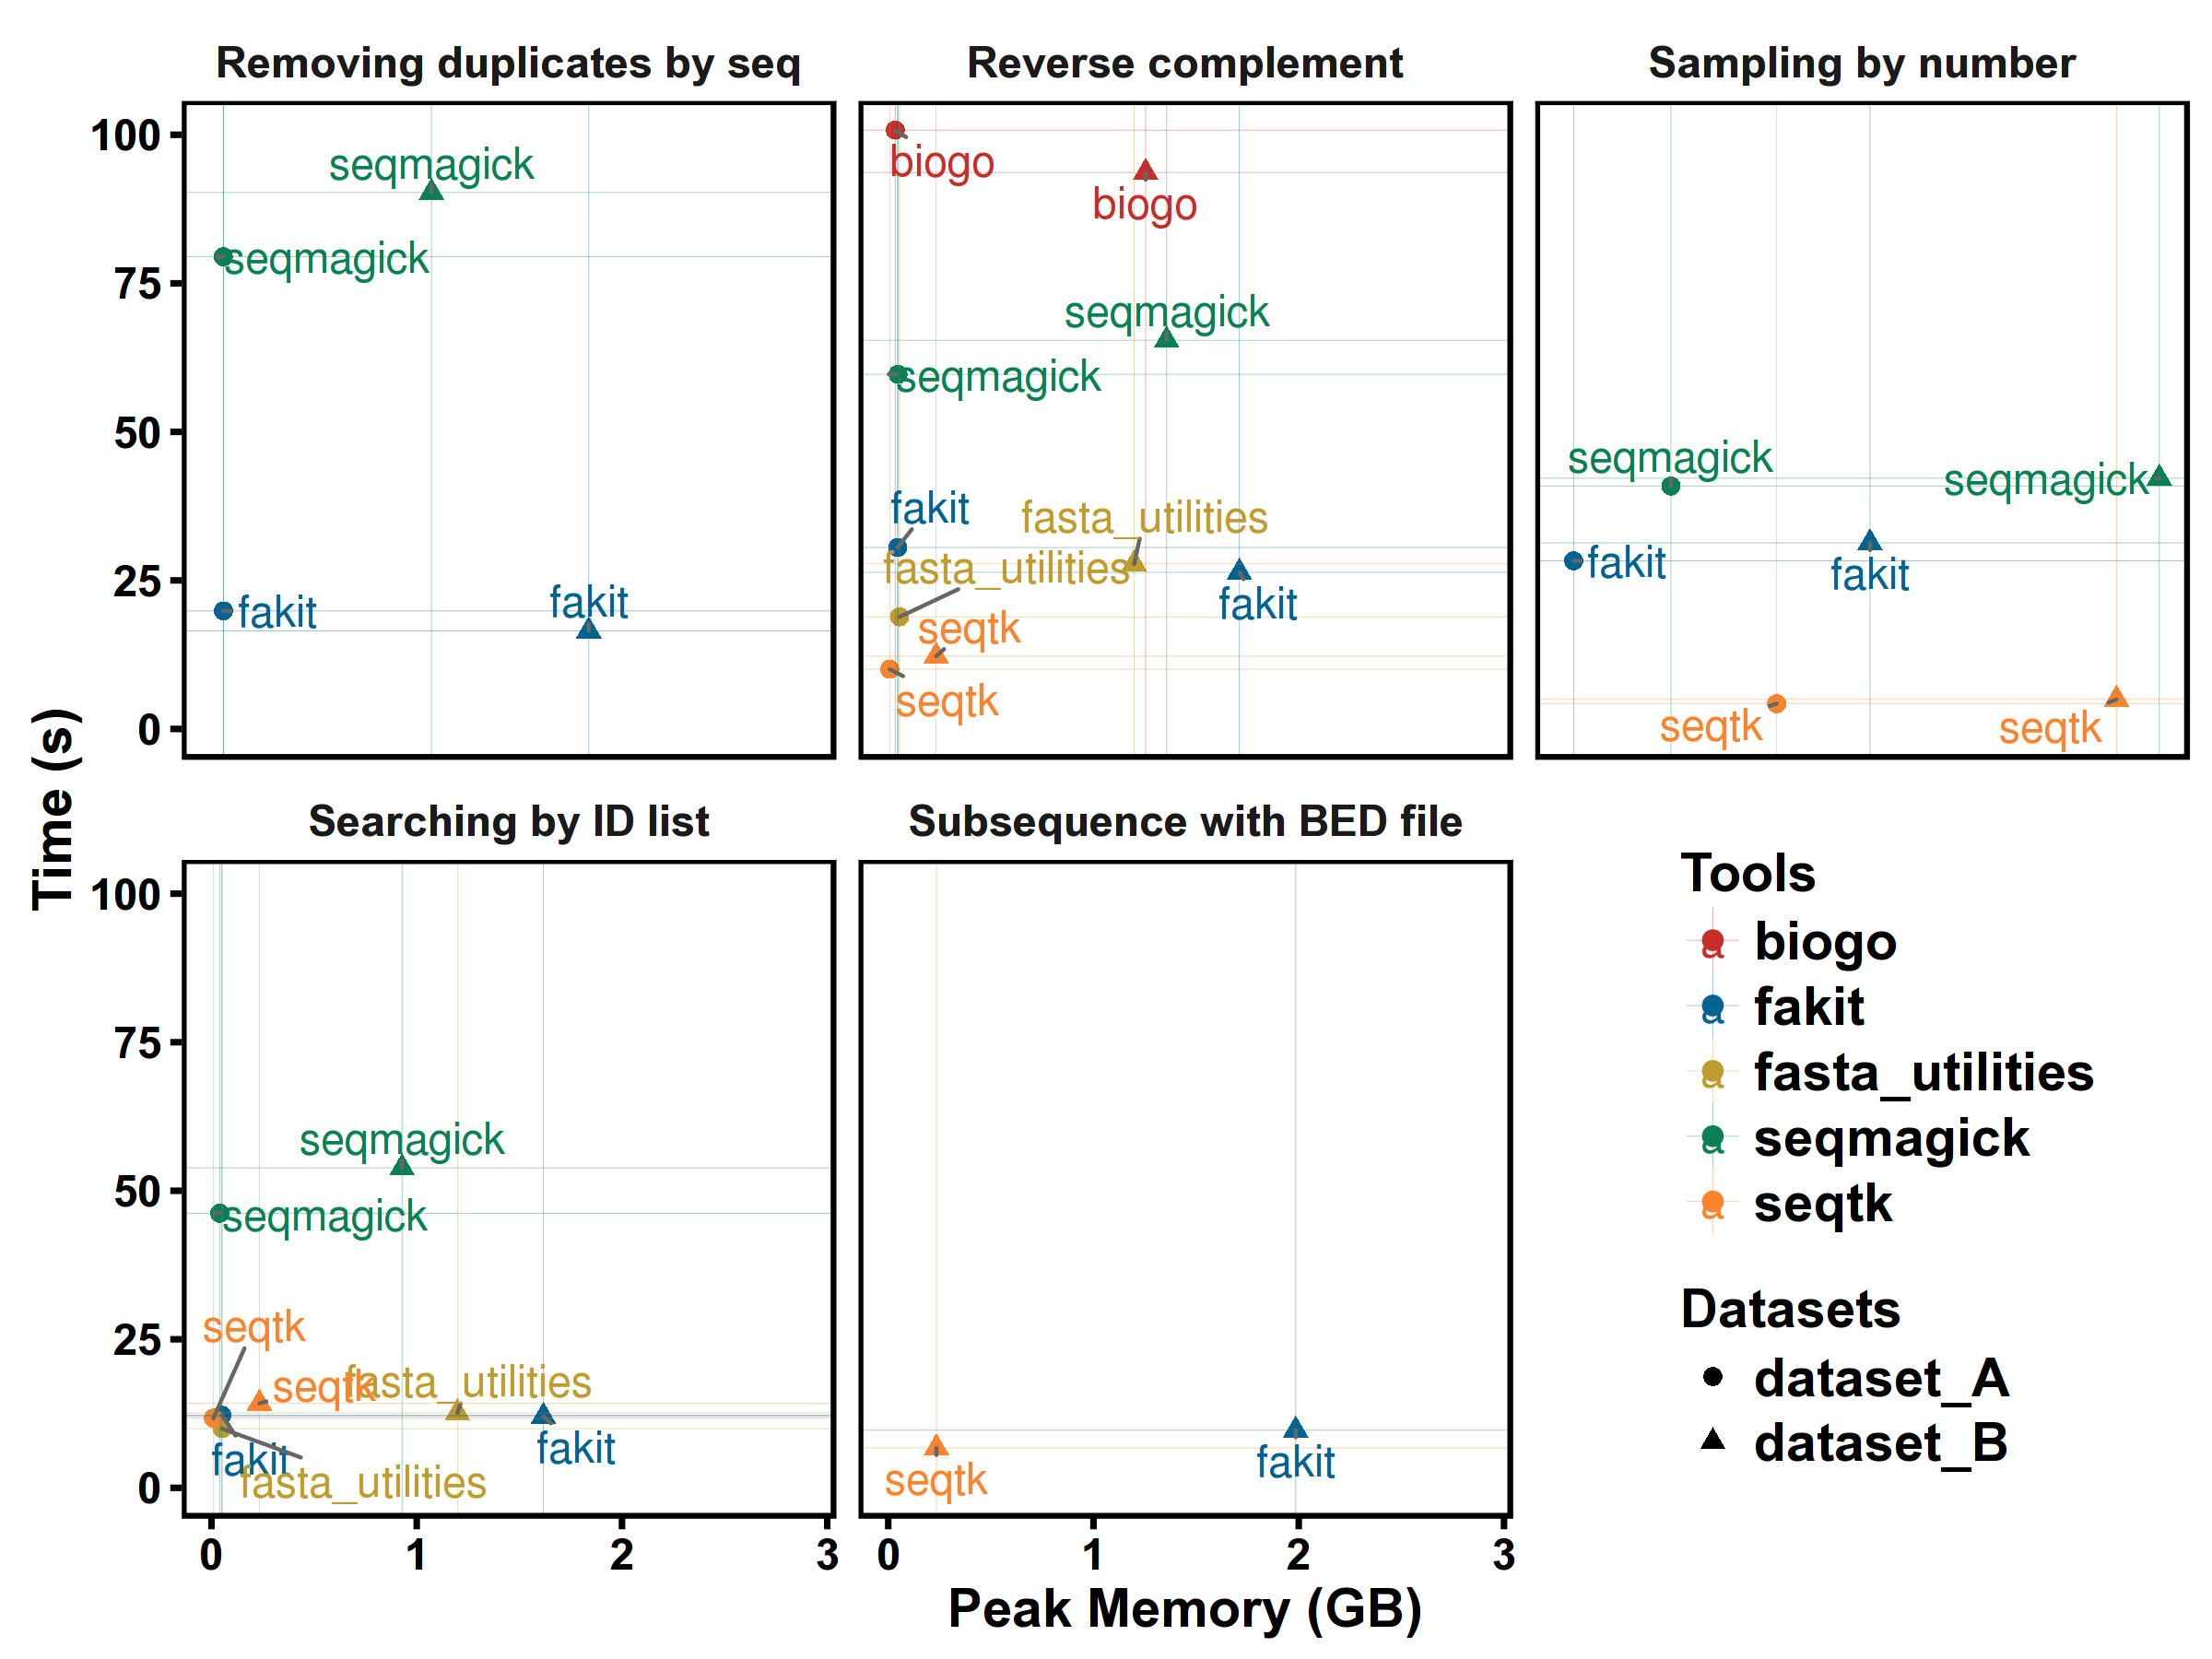 Removing duplicates by seq
Reverse complement
Sampling by number
100
75
50
25
0
seqmagick
seqmagick
fakit
fakit
biogo
biogo
seqmagick
seqmagick
fakit
fasta_utilities
fasta_utilities
fakit
seqtk
seqtk
seqmagick
seqmagick
fakit
fakit
seqtk
seqtk
Time (s)
Searching by ID list
Subsequence with BED file
100
75
50
25
0
seqmagick
seqmagick
seqtk
seqtk
fasta_utilities
fakit
fakit
fasta_utilities
seqtk
fakit
0 1 2 3
0 1 2 3
Peak Memory (GB)
Tools
a biogo
a fakit
a fasta_utilities
a seqmagick
a seqtk
Datasets
dataset_A
dataset_B